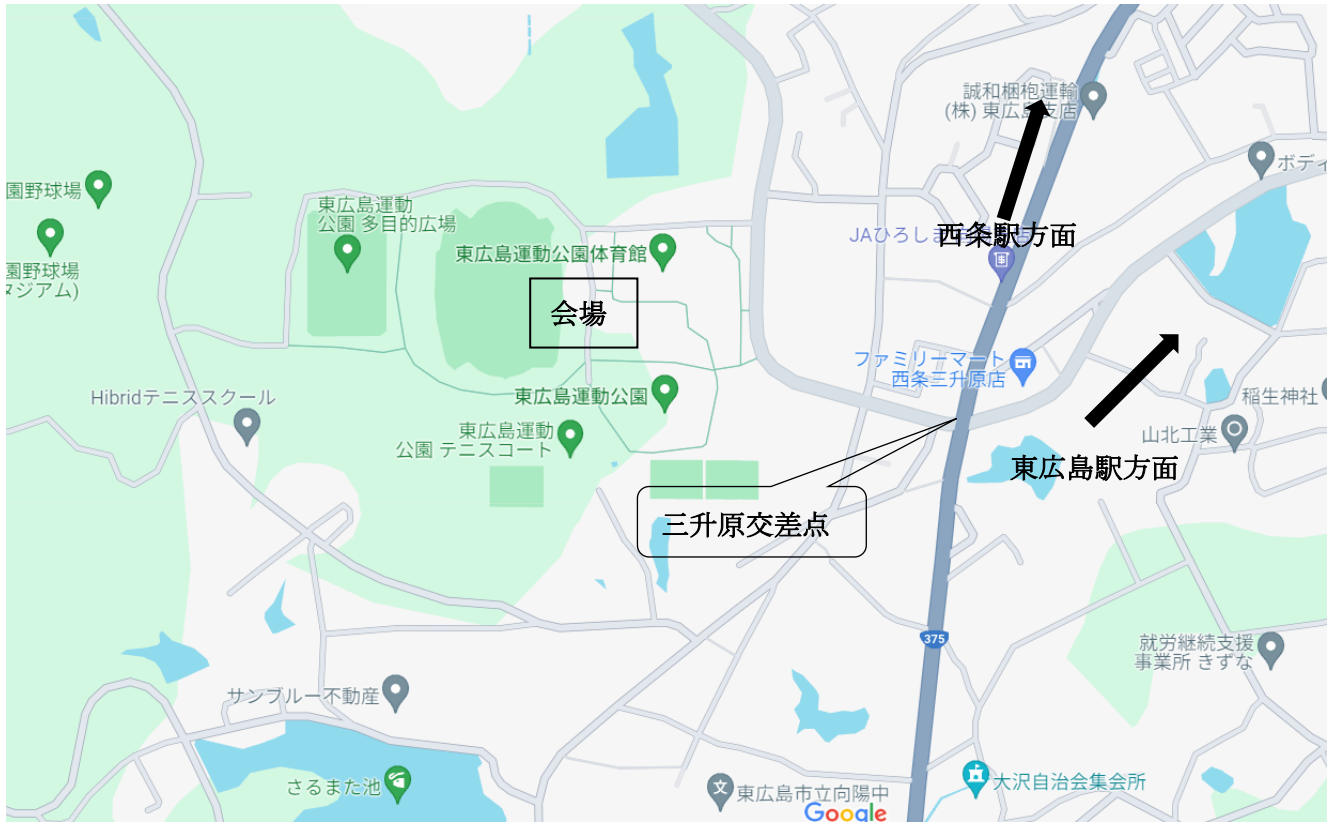 誠和梱包運輸
(株) 東広島支店
ボディ
園野球場
東広島運動
公園 多目的広場
JAひろしま
西条駅方面
東広島運動公園体育館
園野球場
タジアム)
会場
ファミリーマート
西条三升原店
東広島運動公園
Hibridテニススクール
稲生神社
東広島運動
公園 テニスコート
山北工業
東広島駅方面
三升原交差点
375
就労継続支援
事業所 きずな
サンブルー不動産
さるまた池
大沢自治会集会所
文
東広島市立向陽中
Google